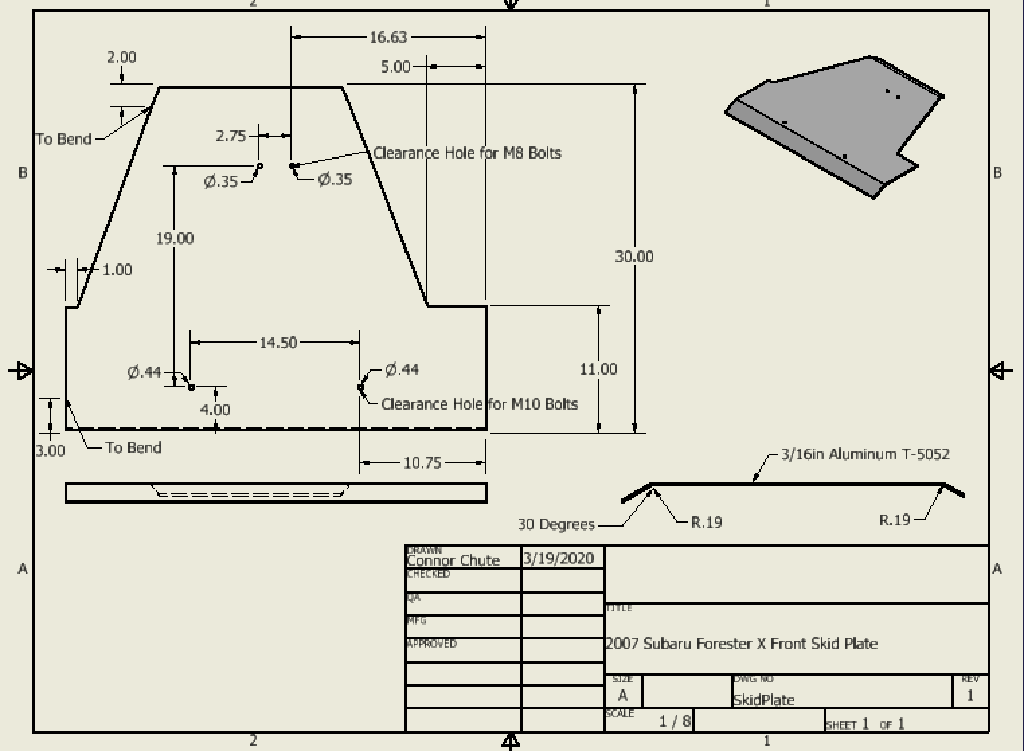 2
1
16.63
5.00
2.00
To Bend
2.75
Clearance Hole for M8 Bolts
Ø.35
Ø.35
B
B
19.00
30.00
1.00
14.50
Ø.44
Ø.44
11.00
4.00
Clearance Hole for M10 Bolts
3.00
To Bend
10.75
3/16in Aluminum T-5052
30 Degrees
R.19
R.19
A
A
DRAWN
Connor Chute
3/19/2020
CHECKED
QA
MFG
APPROVED
TITLE
2007 Subaru Forester X Front Skid Plate
SIZE
A
DWG NO
SkidPlate
REV
1
SCALE
1 / 8
SHEET 1 OF 1
2
1